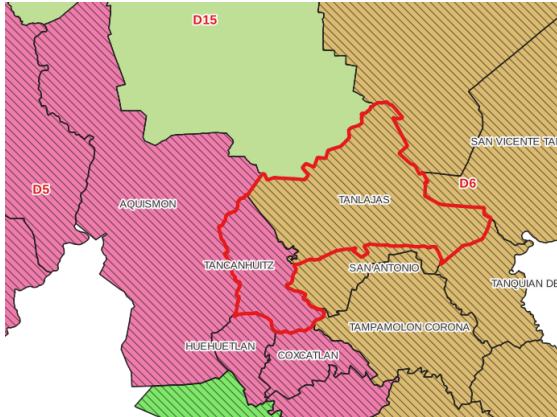 D15
SAN VICENTE TA
D5
D6
AQUISMON
TANLAJAS
TANCANHUITZ
SAN ANTONIO
TANQUIAN DE
TAMPAMOLON CORONA
HUEHUETLAN
COXCATLAN